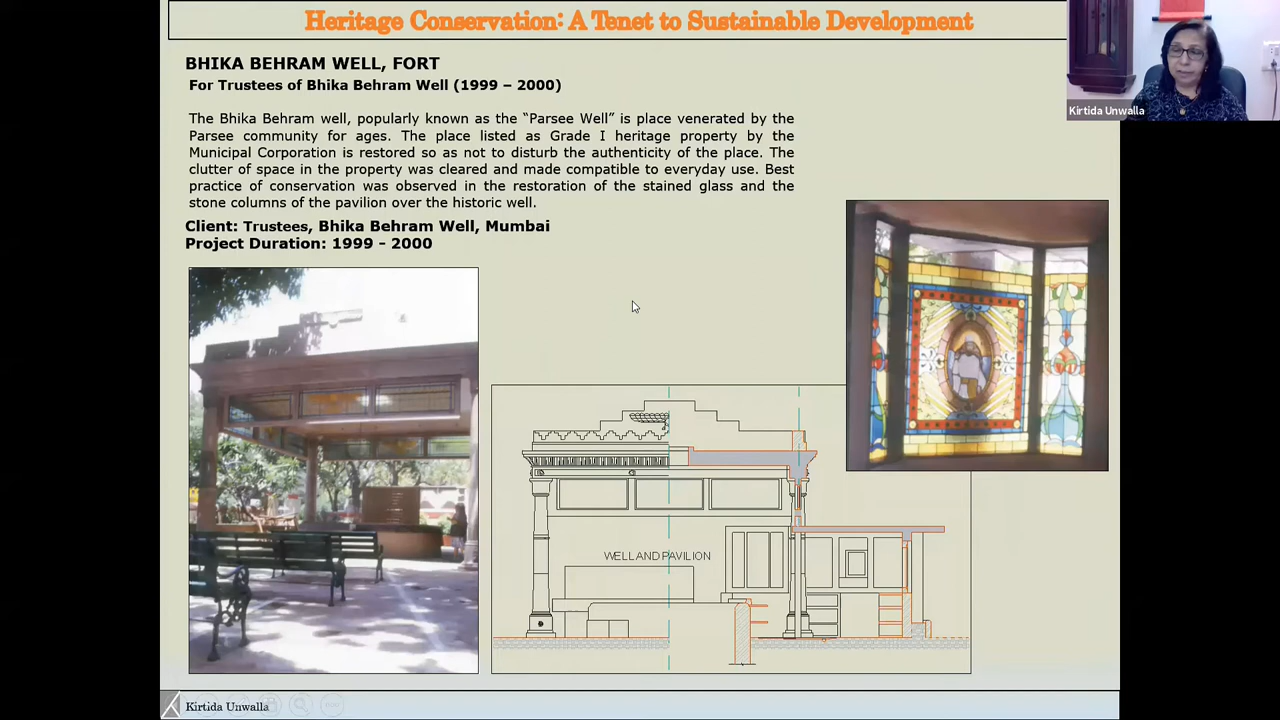 Heritage Conservation: A Tenet to Sustainable Development
Kirtida Unwalla
BHIKA BEHRAM WELL, FORT
For Trustees of Bhika Behram Well (1999 – 2000)
The Bhika Behram well, popularly known as the “Parsee Well” is place venerated by the
Parsee community for ages. The place listed as Grade I heritage property by the
Municipal Corporation is restored so as not to disturb the authenticity of the place. The
clutter of space in the property was cleared and made compatible to everyday use. Best
practice of conservation was observed in the restoration of the stained glass and the
stone columns of the pavilion over the historic well.
Client: Trustees, Bhika Behram Well, Mumbai
Project Duration: 1999 - 2000
WELL AND PAVILION
Kirtida Unwalla